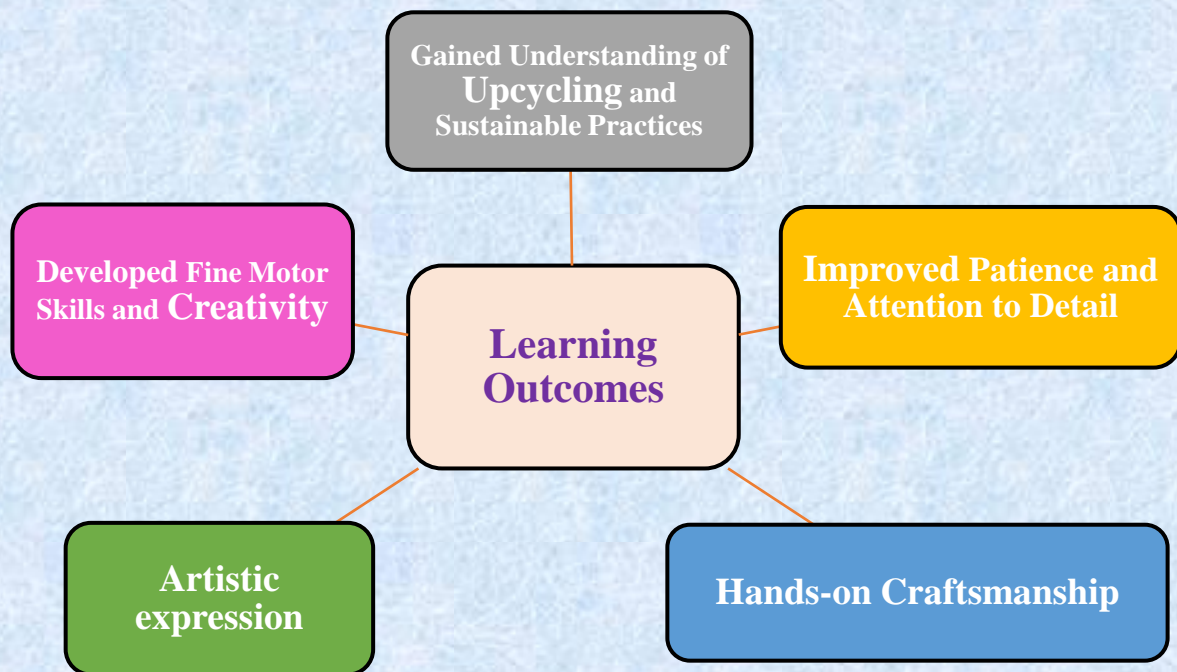 Gained Understanding of
Upcycling and
Sustainable Practices
Developed Fine Motor
Skills and Creativity
Improved Patience and
Attention to Detail
Learning
Outcomes
Artistic
expression
Hands-on Craftsmanship